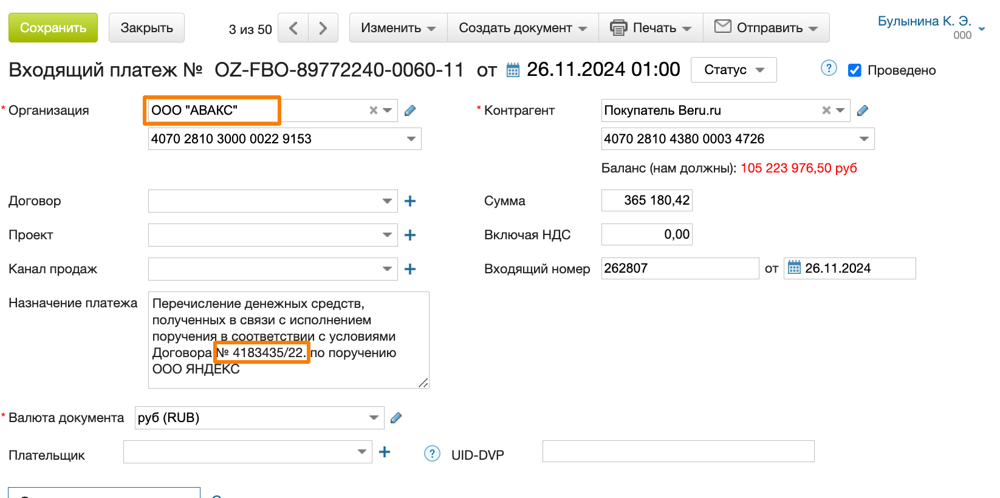 Сохранить Закрыть 3 из 50 Изменить Создать документ Печать Отправить Булынина К. Э.
ООО
Входящий платеж № OZ-FBO-89772240-0060-11 от 26.11.2024 01:00 Статус ? Проведено
* Организация ООО "АВАКС" * Контрагент Покупатель Beru.ru
4070 2810 3000 0022 9153 4070 2810 4380 0003 4726
Баланс (нам должны): 105 223 976,50 руб
Договор Сумма 365 180,42
Проект Включая НДС 0,00
Канал продаж Входящий номер 262807 от 26.11.2024
Назначение платежа Перечисление денежных средств,
полученных в связи с исполнением
поручения в соответствии с условиями
Договора № 4183435/22. по поручению
ООО ЯНДЕКС
* Валюта документа руб (RUB)
Плательщик ? UID-DVP